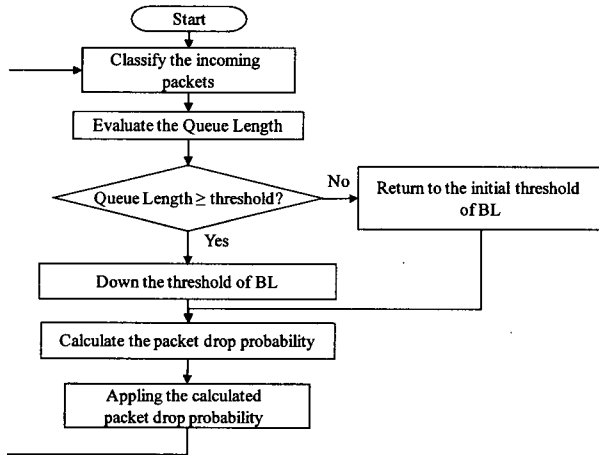 Start
Classify the incoming
packets
Evaluate the Queue Length
Queue Length ≥ threshold?
No
Return to the initial threshold
of BL
Yes
Down the threshold of BL
Calculate the packet drop probability
Appling the calculated
packet drop probability